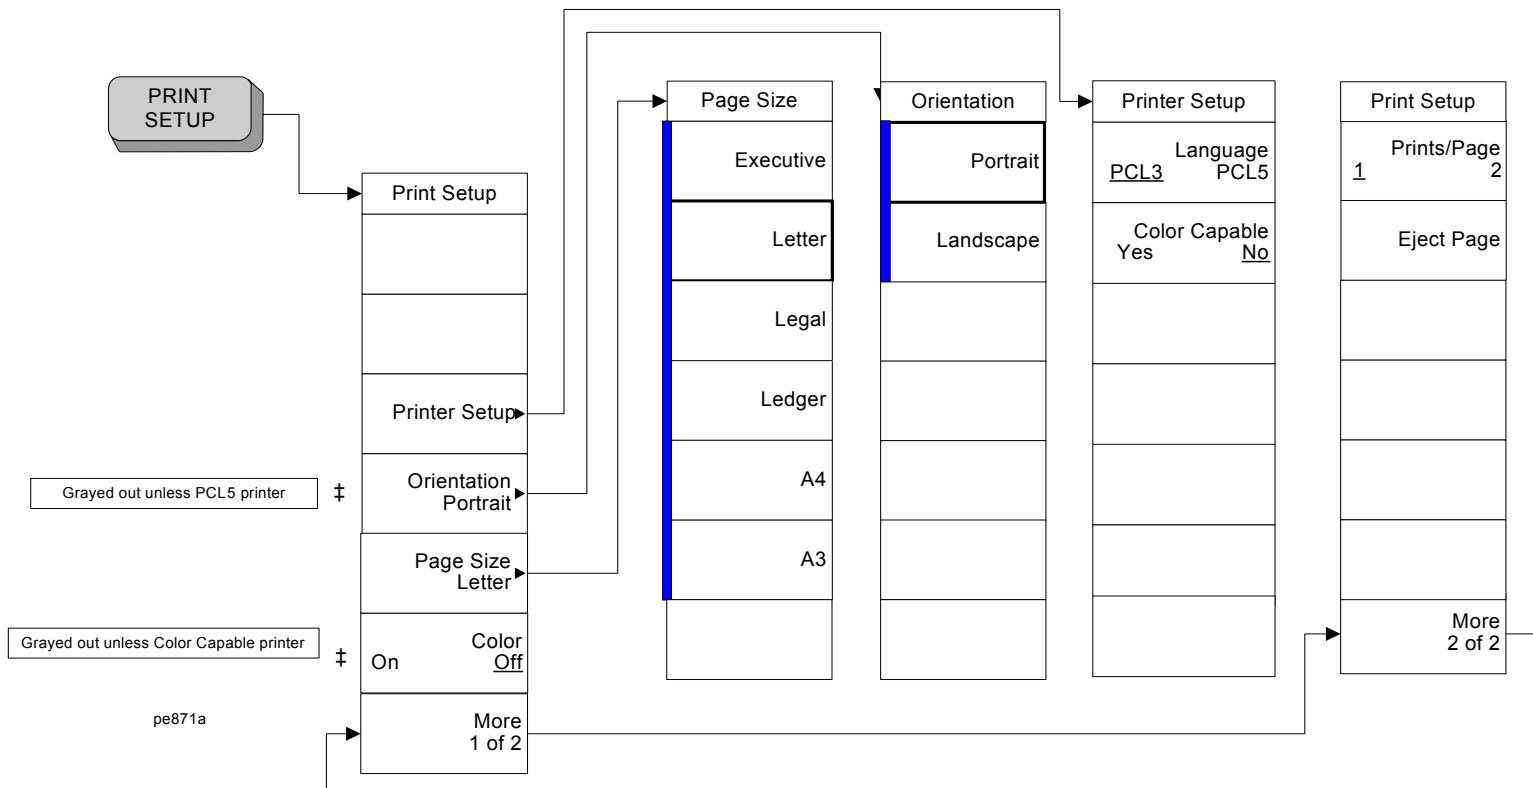 PRINT
SETUP
Print Setup
Printer Setup
Orientation
Portrait
Page Size
Letter
Color
On Off
More
1 of 2
Grayed out unless PCL5 printer ‡
Grayed out unless Color Capable printer ‡
pe871a
Page Size
Executive
Letter
Legal
Ledger
A4
A3
Orientation
Portrait
Landscape
Printer Setup
Language
PCL3 PCL5
Color Capable
Yes No
Print Setup
Prints/Page
1 2
Eject Page
More
2 of 2